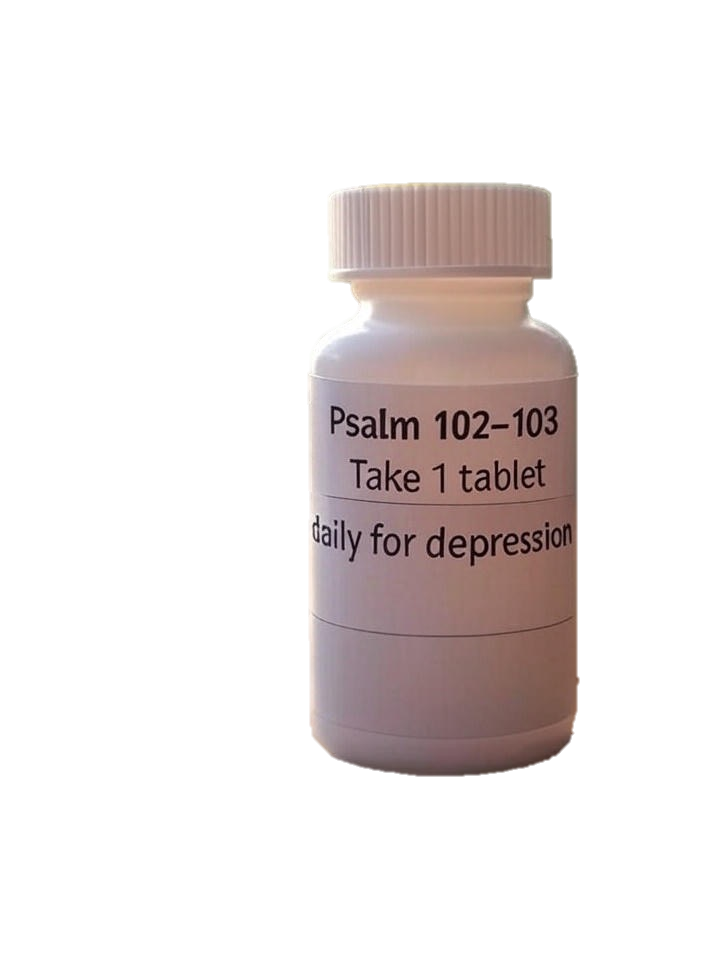 Psalm 102–103
Take 1 tablet
daily for depression